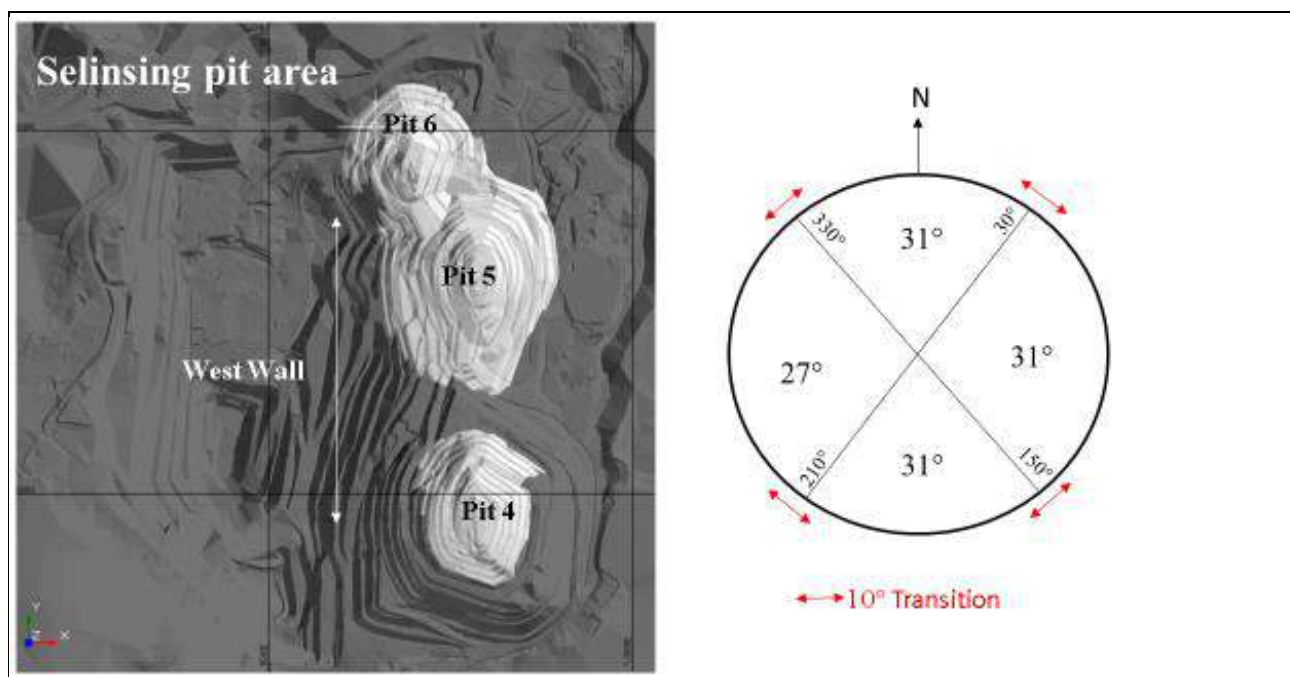 Selinsing pit area
Pit 6
Pit 5
West Wall
Pit 4
Y
Z
X
N
330°
31°
30°
27°
31°
210°
31°
150°
10° Transition